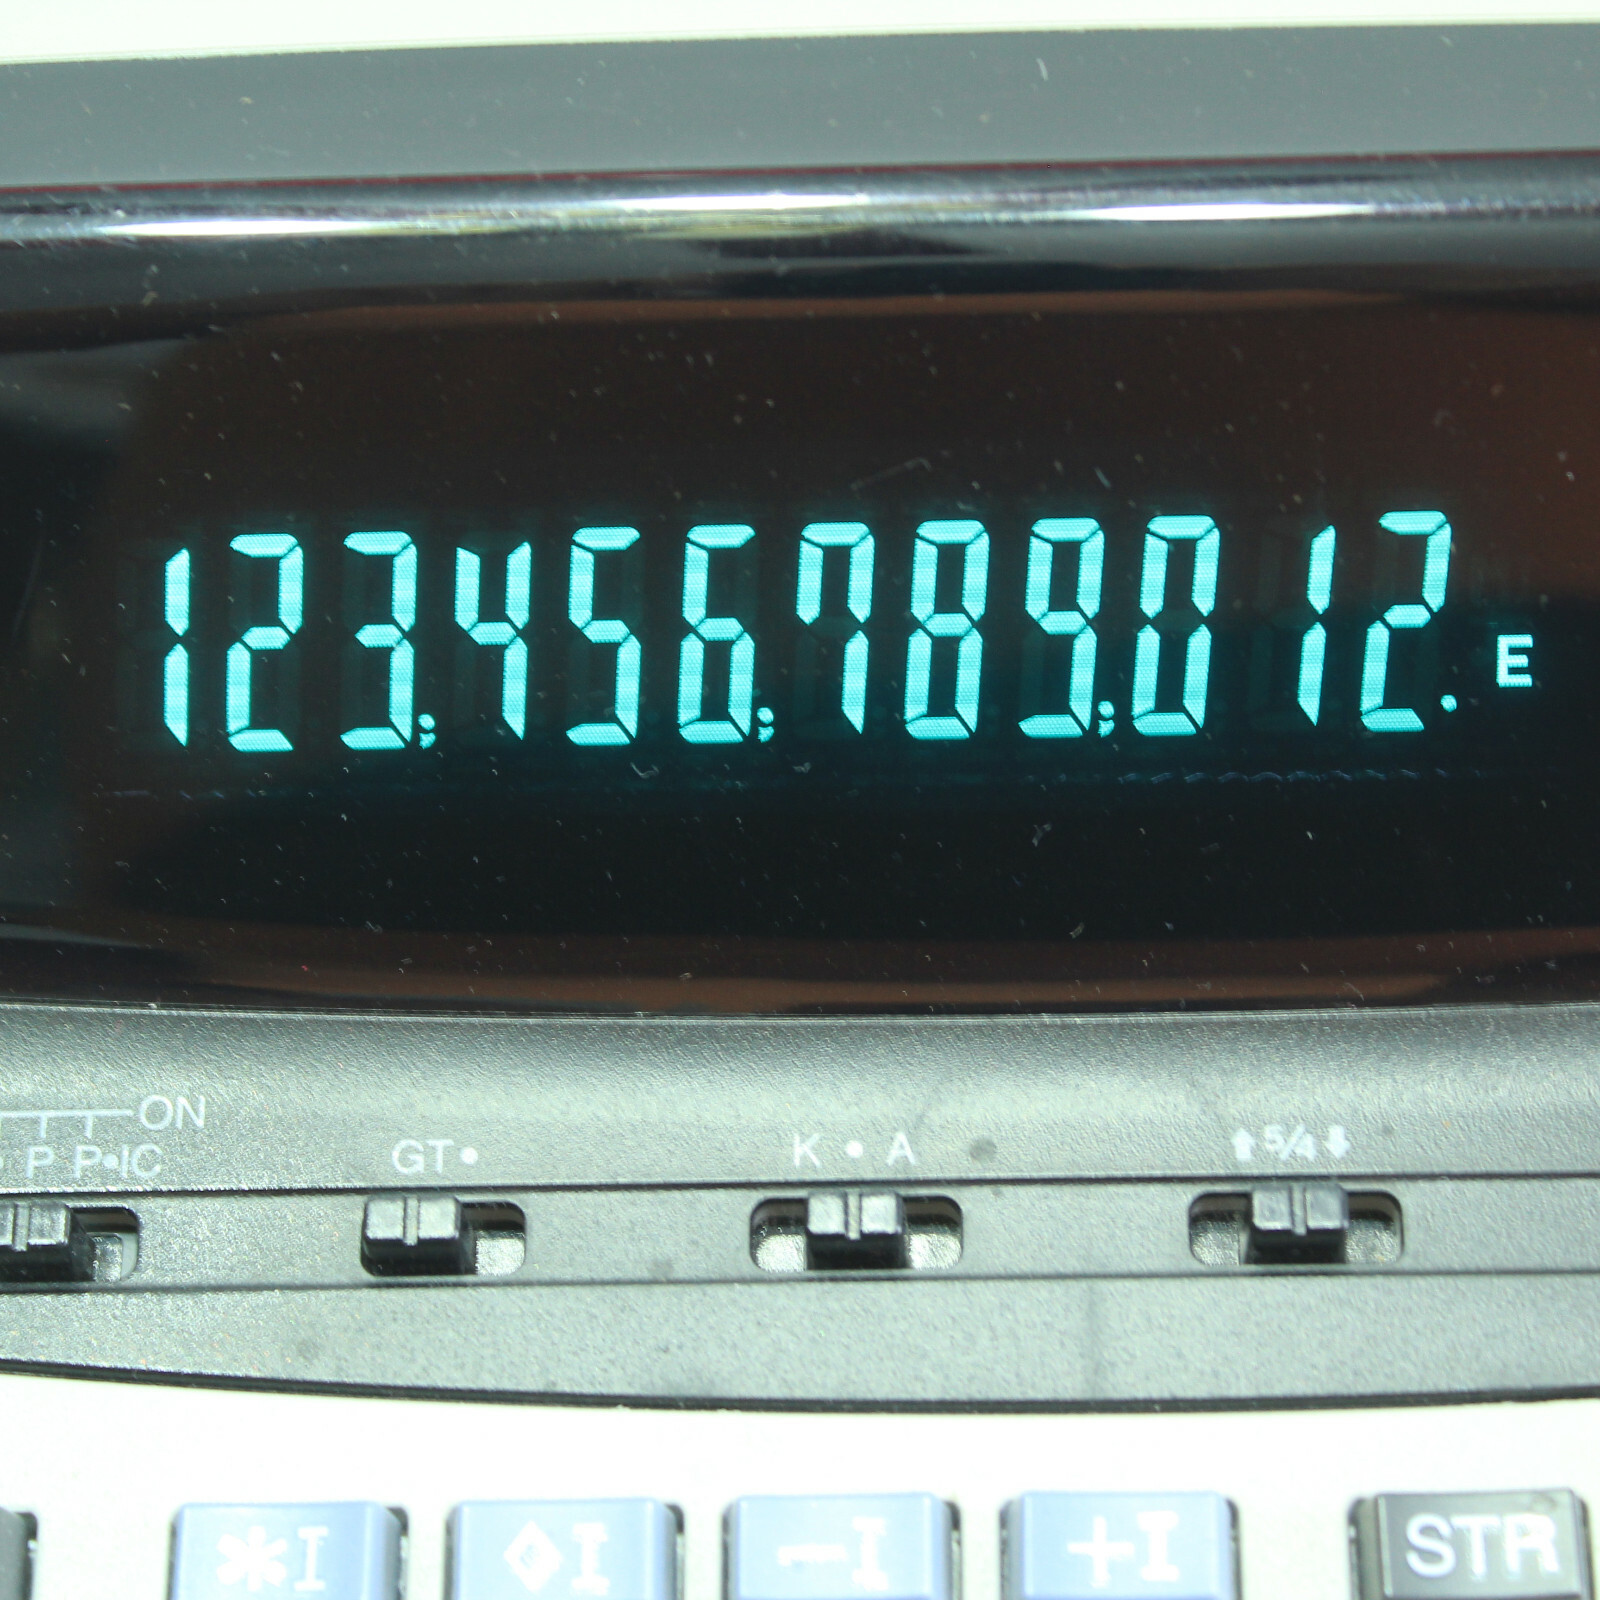 123,456,789,012. E
ON
P P•IC
GT• K • A ⬆5/4⬇
*I ◇I −I +I STR